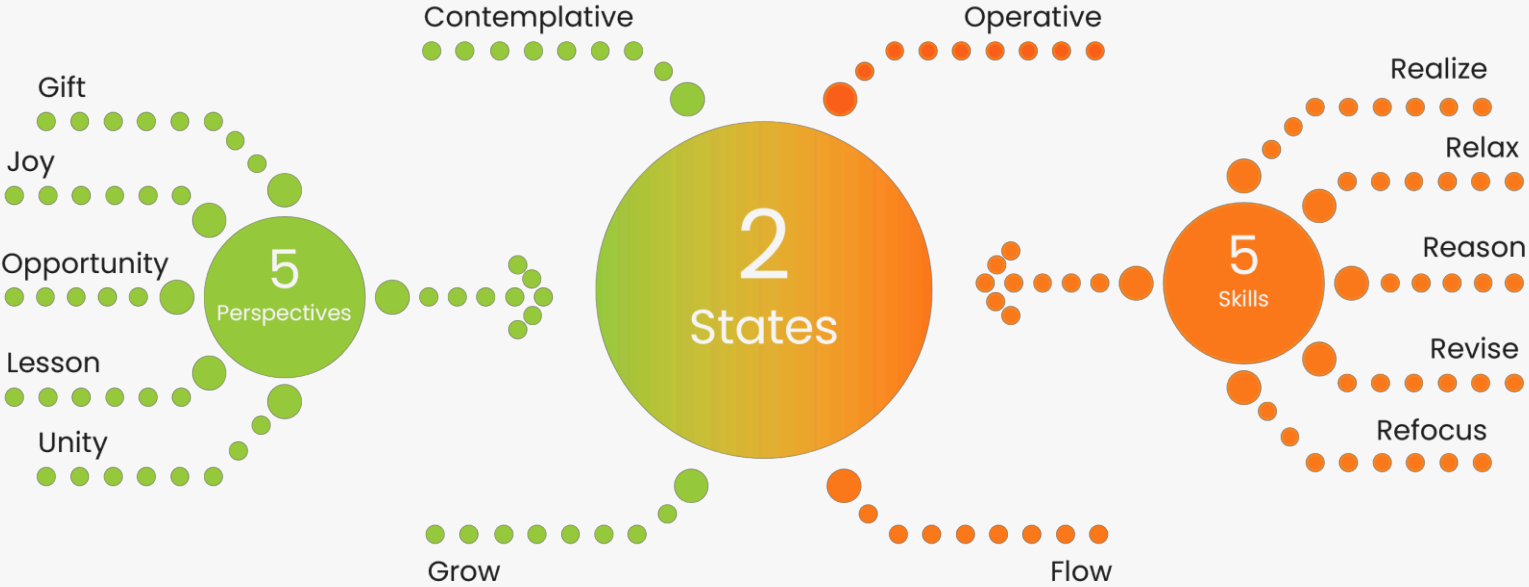 Contemplative
Operative
Gift
Joy
Opportunity
Lesson
Unity
5
Perspectives
2
States
5
Skills
Realize
Relax
Reason
Revise
Refocus
Grow
Flow